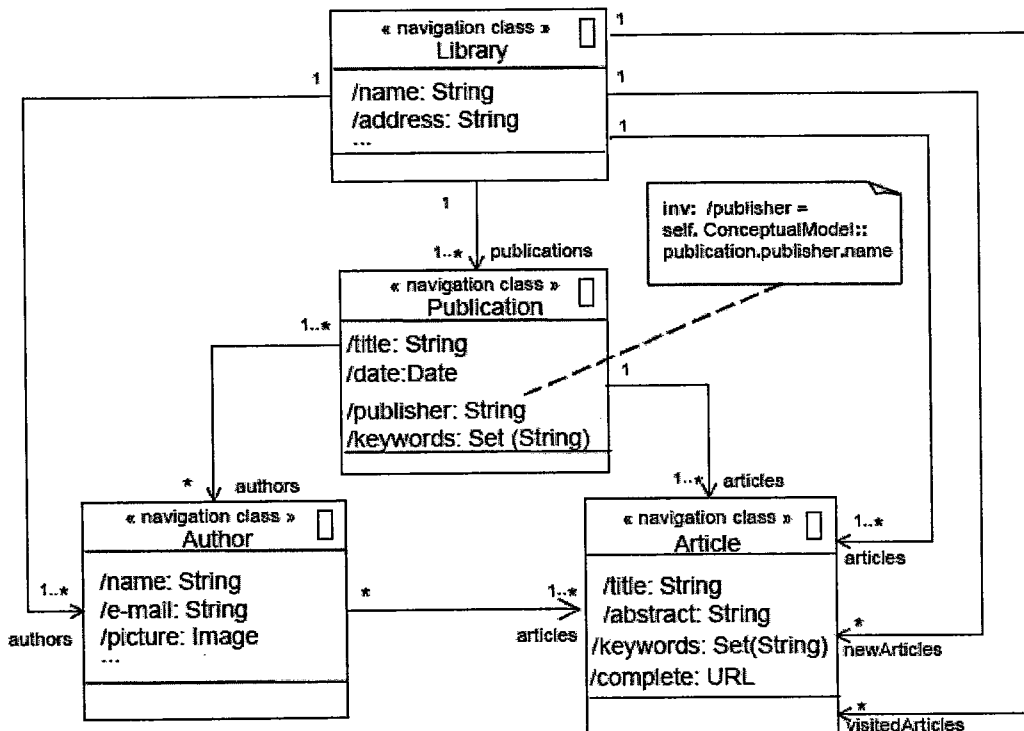 « navigation class »
Library
/name: String
/address: String
...
1
1
1
1
1
inv: /publisher =
self. ConceptualModel::
publication.publisher.name
1..*
publications
« navigation class »
Publication
/title: String
/date:Date
/publisher: String
/keywords: Set (String)
1..*
1
*
authors
1..*
articles
« navigation class »
Author
/name: String
/e-mail: String
/picture: Image
...
1..*
authors
*
1..*
articles
« navigation class »
Article
/title: String
/abstract: String
/keywords: Set(String)
/complete: URL
1..*
articles
*
newArticles
*
visitedArticles